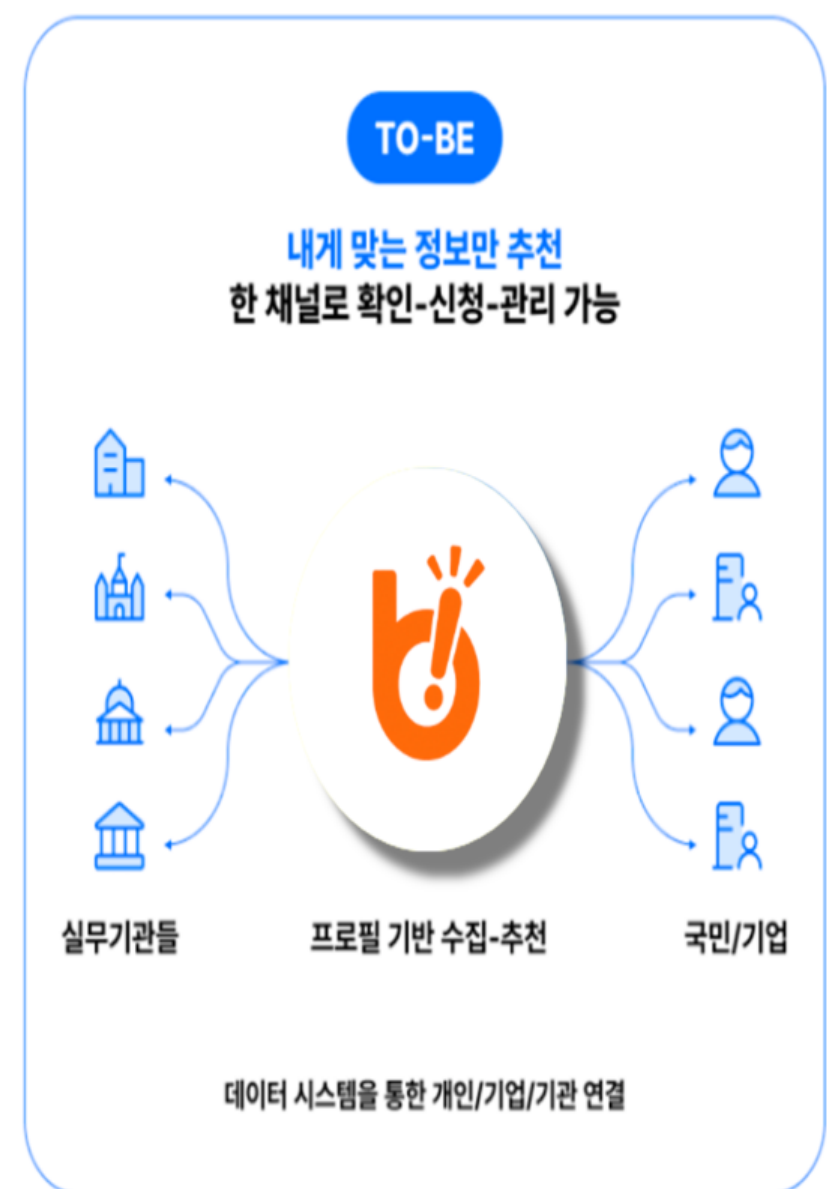 TO-BE
내게 맞는 정보만 추천
한 채널로 확인-신청-관리 가능
실무기관들
프로필 기반 수집-추천
국민/기업
데이터 시스템을 통한 개인/기업/기관 연결